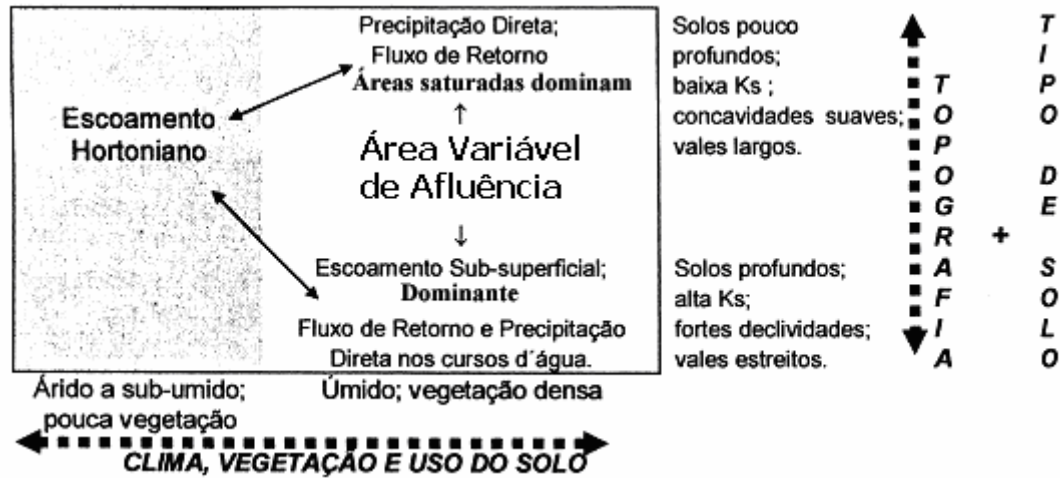 Precipitação Direta;
Fluxo de Retorno
Áreas saturadas dominam
↑
Escoamento
Hortoniano
Área Variável
de Afluência
↓
Escoamento Sub-superficial;
Dominante
Fluxo de Retorno e Precipitação
Direta nos cursos d´água.
Solos pouco
profundos;
baixa Ks ;
concavidades suaves;
vales largos.
Solos profundos;
alta Ks;
fortes declividades;
vales estreitos.
TOPOGRAFIA
+
TIPO DE SOLO
Árido a sub-umido;
pouca vegetação
Úmido; vegetação densa
CLIMA, VEGETAÇÃO E USO DO SOLO